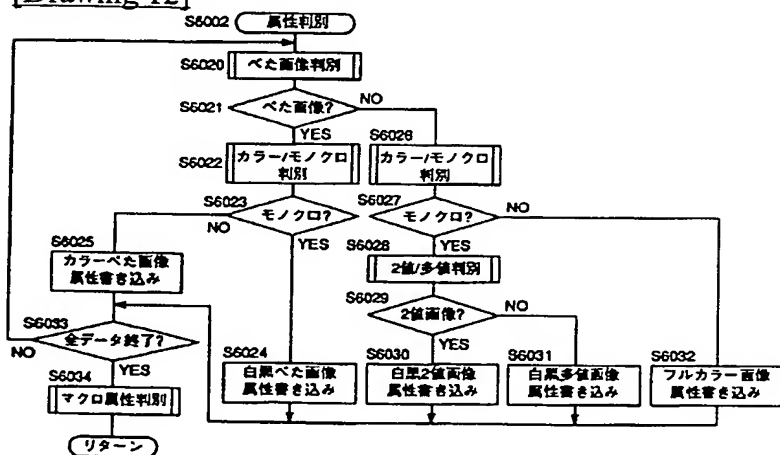 [Drawing 12]
S6002
属性判別
S6020
べた画像判別
S6021
べた画像?
NO
YES
S6022
カラー/モノクロ
判別
S6026
カラー/モノクロ
判別
S6023
モノクロ?
NO
YES
S6027
モノクロ?
NO
YES
S6025
カラーべた画像
属性書き込み
S6028
2値/多値判別
S6029
2値画像?
NO
YES
S6033
全データ終了?
NO
YES
S6024
白黒べた画像
属性書き込み
S6030
白黒2値画像
属性書き込み
S6031
白黒多値画像
属性書き込み
S6032
フルカラー画像
属性書き込み
S6034
マクロ属性判別
リターン